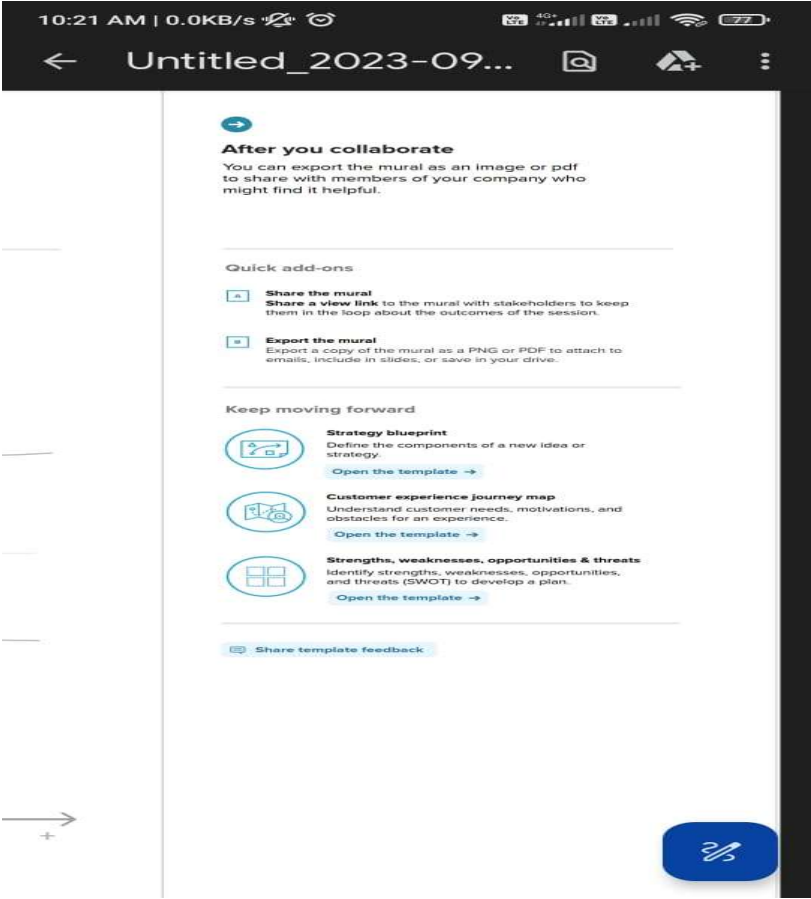 10:21 AM | 0.0KB/s
Vo LTE 4G+ Vo LTE 77
Untitled_2023-09...
After you collaborate
You can export the mural as an image or pdf
to share with members of your company who
might find it helpful.
Quick add-ons
A Share the mural
Share a view link to the mural with stakeholders to keep
them in the loop about the outcomes of the session.
B Export the mural
Export a copy of the mural as a PNG or PDF to attach to
emails, include in slides, or save in your drive.
Keep moving forward
Strategy blueprint
Define the components of a new idea or
strategy.
Open the template →
Customer experience journey map
Understand customer needs, motivations, and
obstacles for an experience.
Open the template →
Strengths, weaknesses, opportunities & threats
Identify strengths, weaknesses, opportunities,
and threats (SWOT) to develop a plan.
Open the template →
Share template feedback